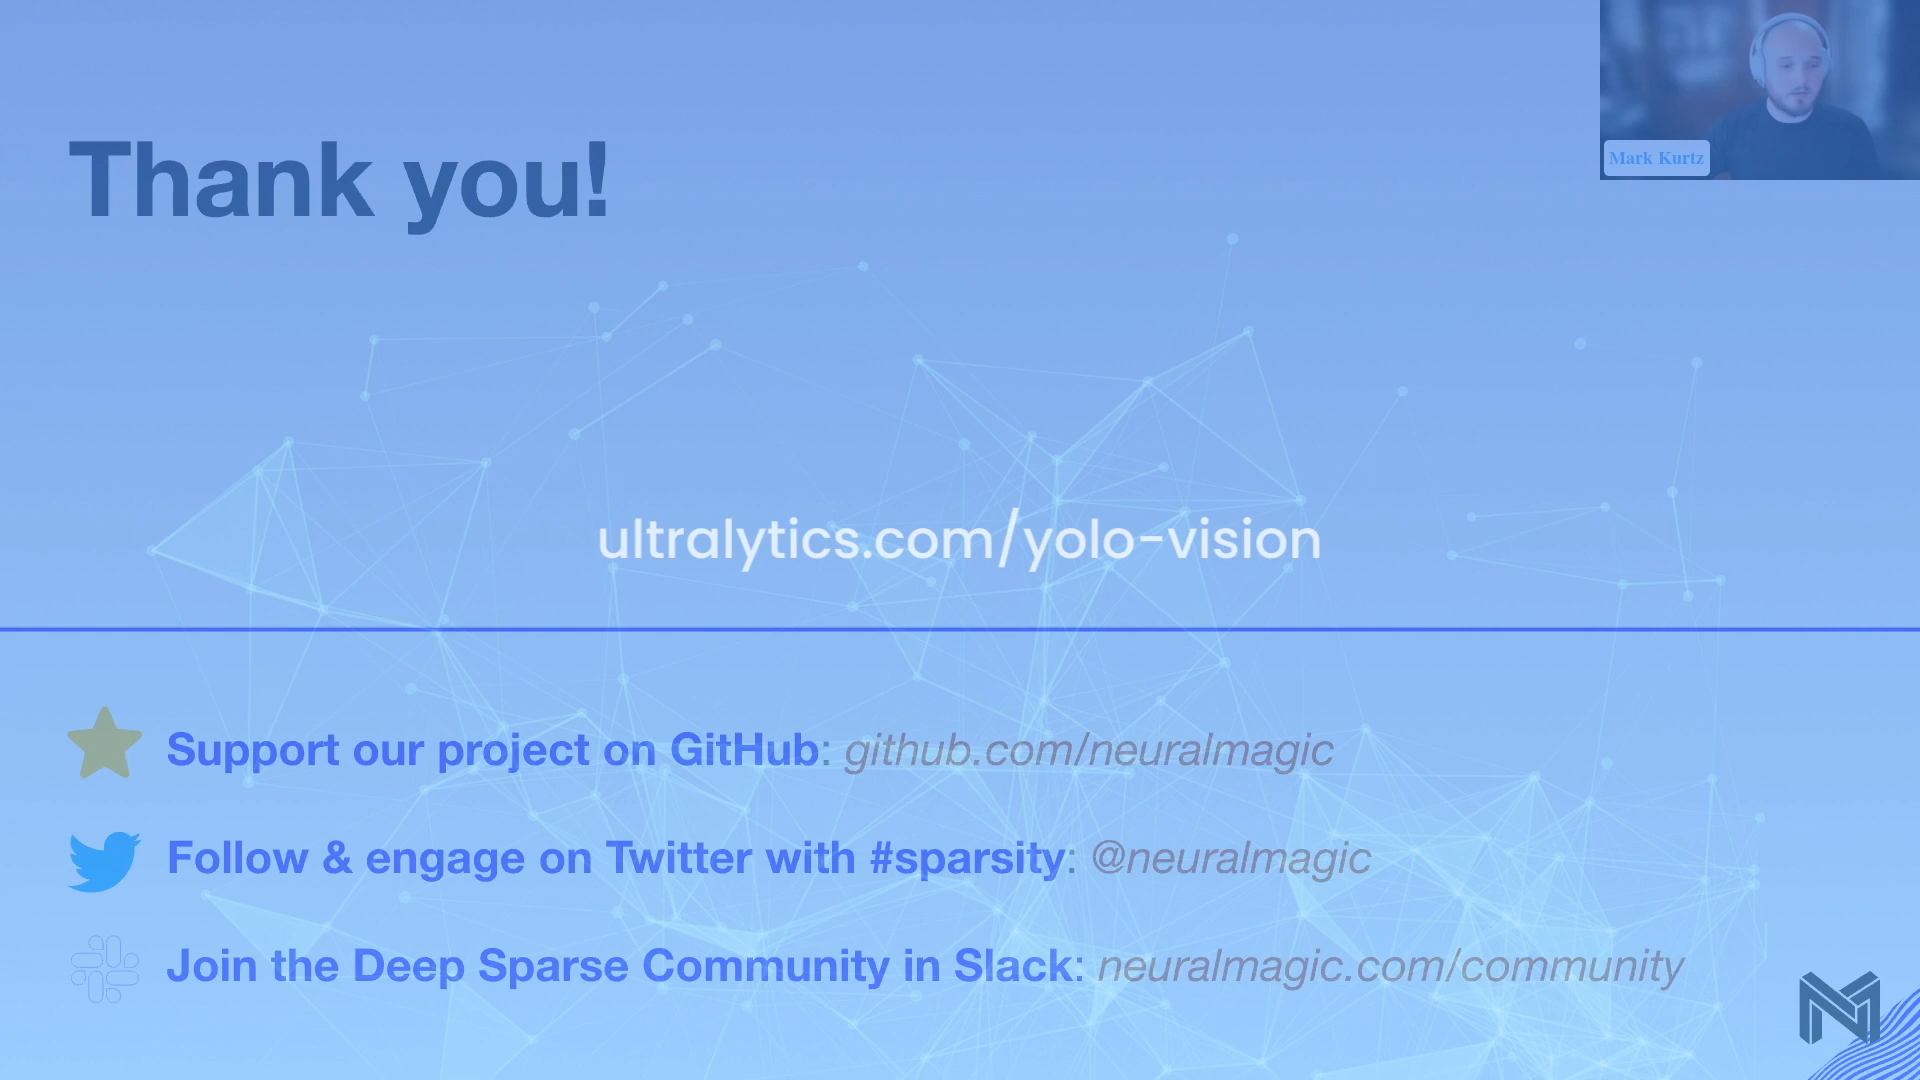 Mark Kurtz
Thank you!
ultralytics.com/yolo-vision
Support our project on GitHub: github.com/neuralmagic
Follow & engage on Twitter with #sparsity: @neuralmagic
Join the Deep Sparse Community in Slack: neuralmagic.com/community